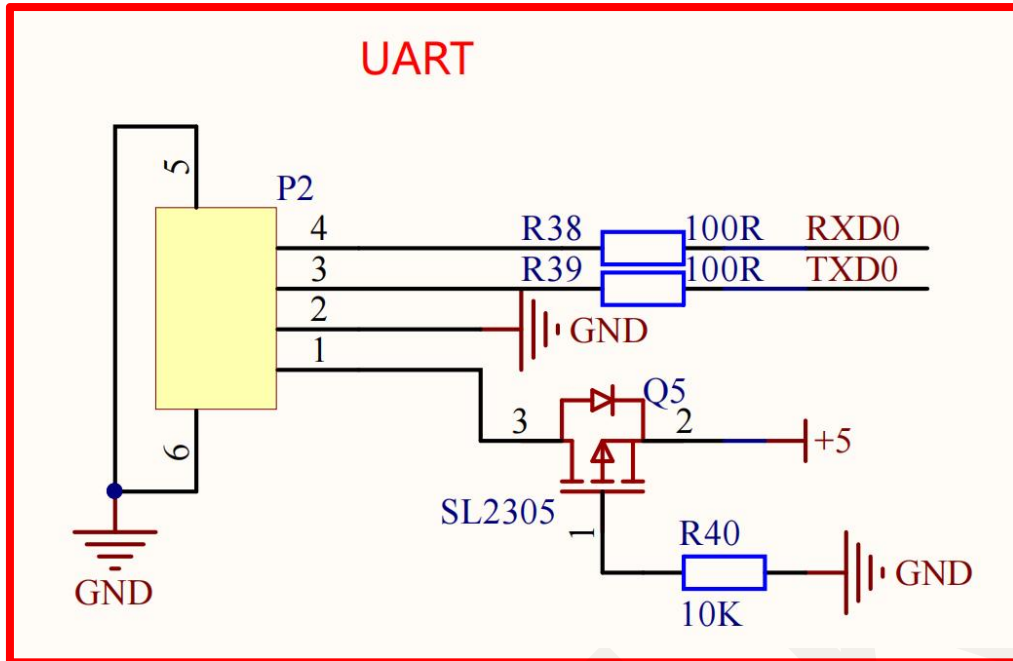 UART
5
P2
4 R38 100R RXD0
3 R39 100R TXD0
2 GND
1
Q5
3 2 +5
6
SL2305
1
R40
GND GND
10K